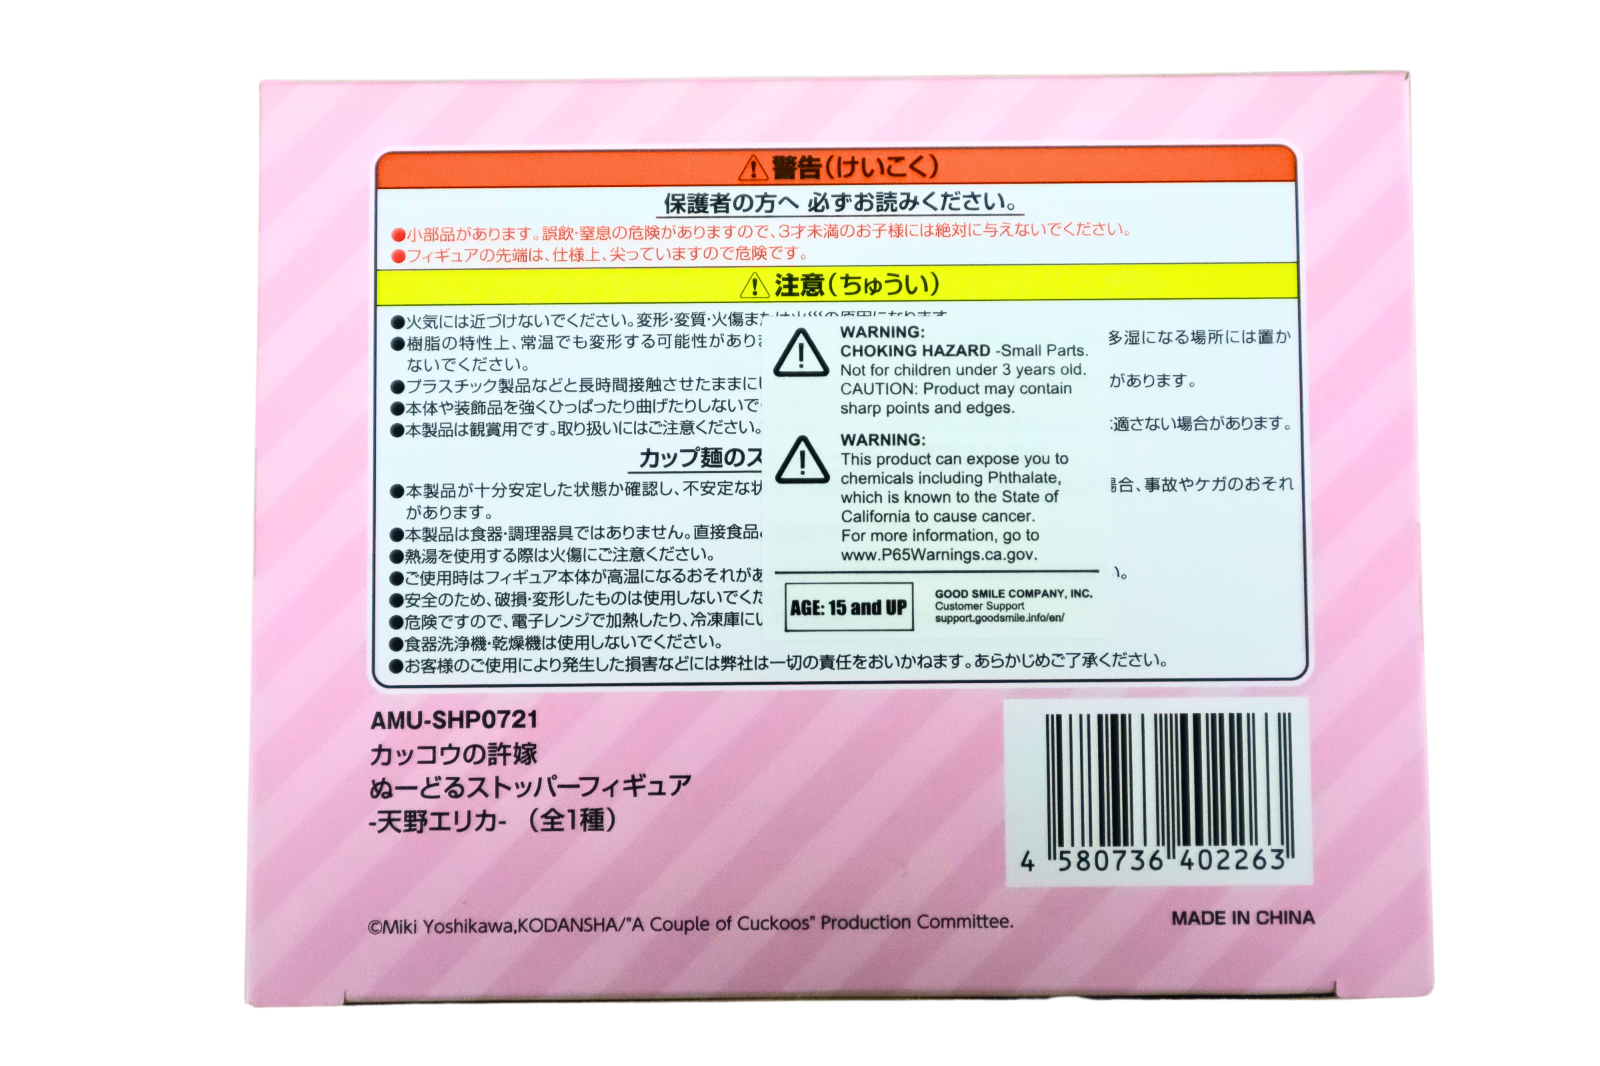 ⚠警告(けいこく)
保護者の方へ 必ずお読みください。
●小部品があります。誤飲・窒息の危険がありますので、3才未満のお子様には絶対に与えないでください。
●フィギュアの先端は、仕様上、尖っていますので危険です。
⚠注意(ちゅうい)
●火気には近づけないでください。変形・変質・火傷または火災の原因になります
●樹脂の特性上、常温でも変形する可能性があり
多湿になる場所には置か
ないでください。
●プラスチック製品などと長時間接触させたままに
があります。
●本体や装飾品を強くひっぱったり曲げたりしないで
●本製品は観賞用です。取り扱いにはご注意ください。
適さない場合があります。
カップ麺のス
●本製品が十分安定した状態か確認し、不安定な状
場合、事故やケガのおそれ
があります。
●本製品は食器・調理器具ではありません。直接食品
●熱湯を使用する際は火傷にご注意ください。
●ご使用時はフィギュア本体が高温になるおそれがあ
い。
●安全のため、破損・変形したものは使用しないでくだ
●危険ですので、電子レンジで加熱したり、冷凍庫に
●食器洗浄機・乾燥機は使用しないでください。
●お客様のご使用により発生した損害などには弊社は一切の責任をおいかねます。あらかじめご了承ください。
WARNING:
CHOKING HAZARD -Small Parts.
Not for children under 3 years old.
CAUTION: Product may contain
sharp points and edges.
WARNING:
This product can expose you to
chemicals including Phthalate,
which is known to the State of
California to cause cancer.
For more information, go to
www.P65Warnings.ca.gov.
AGE: 15 and UP
GOOD SMILE COMPANY, INC.
Customer Support
support.goodsmile.info/en/
AMU-SHP0721
カッコウの許嫁
ぬーどるストッパーフィギュア
-天野エリカ- (全1種)
4 580736 402263
©Miki Yoshikawa,KODANSHA/"A Couple of Cuckoos" Production Committee.
MADE IN CHINA